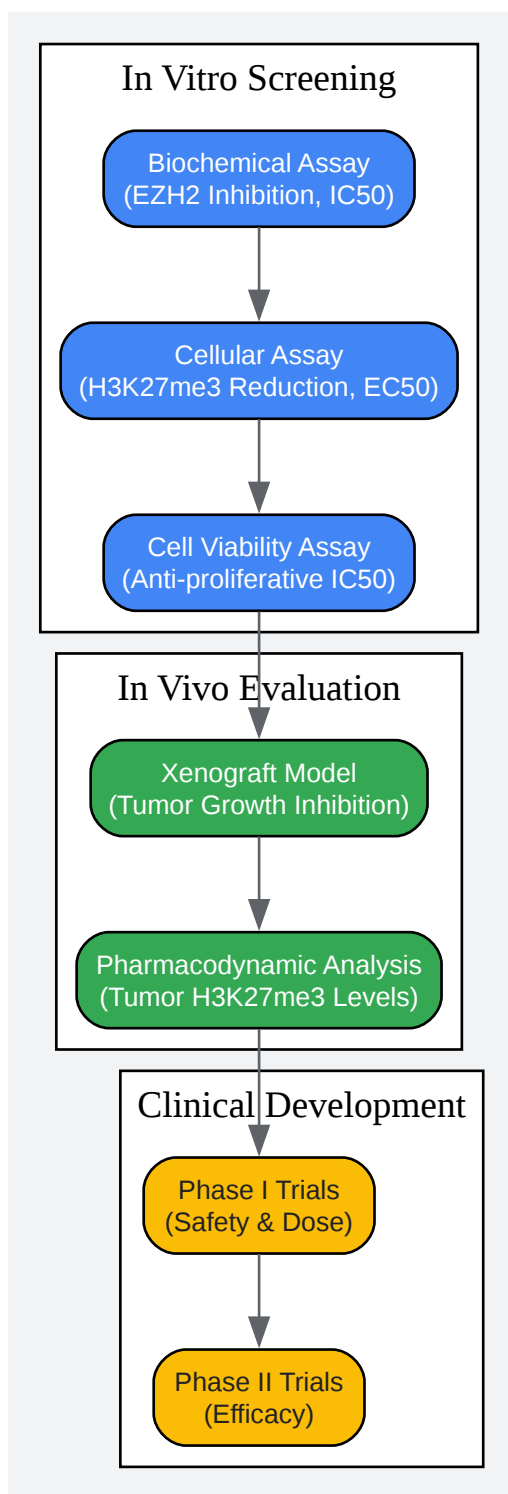 In Vitro Screening
Biochemical Assay
(EZH2 Inhibition, IC50)
Cellular Assay
(H3K27me3 Reduction, EC50)
Cell Viability Assay
(Anti-proliferative IC50)
In Vivo Evaluation
Xenograft Model
(Tumor Growth Inhibition)
Pharmacodynamic Analysis
(Tumor H3K27me3 Levels)
Clinical Development
Phase I Trials
(Safety & Dose)
Phase II Trials
(Efficacy)